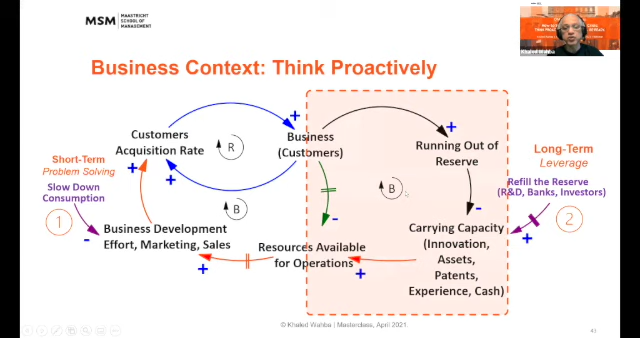 MSM
MAASTRICHT
SCHOOL OF
MANAGEMENT
Khaled Wahba
Business Context: Think Proactively
Customers
Acquisition Rate
R
+
Business
(Customers)
+
Running Out of
Reserve
Long-Term
Leverage
Short-Term
Problem Solving
+
+
Slow Down
Consumption
B
B
Refill the Reserve
(R&D, Banks, Investors)
1
-
Business Development
Effort, Marketing, Sales
+
-
Resources Available
for Operations
+
-
Carrying Capacity
(Innovation,
Assets,
Patents,
Experience, Cash)
+
2
© Khaled Wahba | Masterclass, April 2021